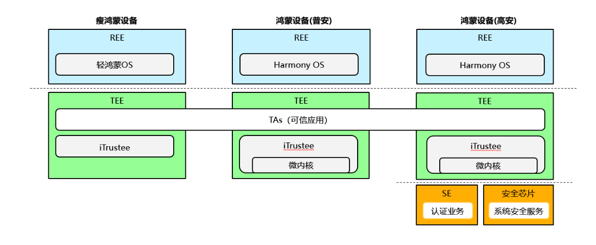 瘦鸿蒙设备
鸿蒙设备(普安)
鸿蒙设备(高安)
REE
REE
REE
轻鸿蒙OS
Harmony OS
Harmony OS
TEE
TEE
TEE
TAs（可信应用）
iTrustee
iTrustee
iTrustee
微内核
微内核
SE
安全芯片
认证业务
系统安全服务